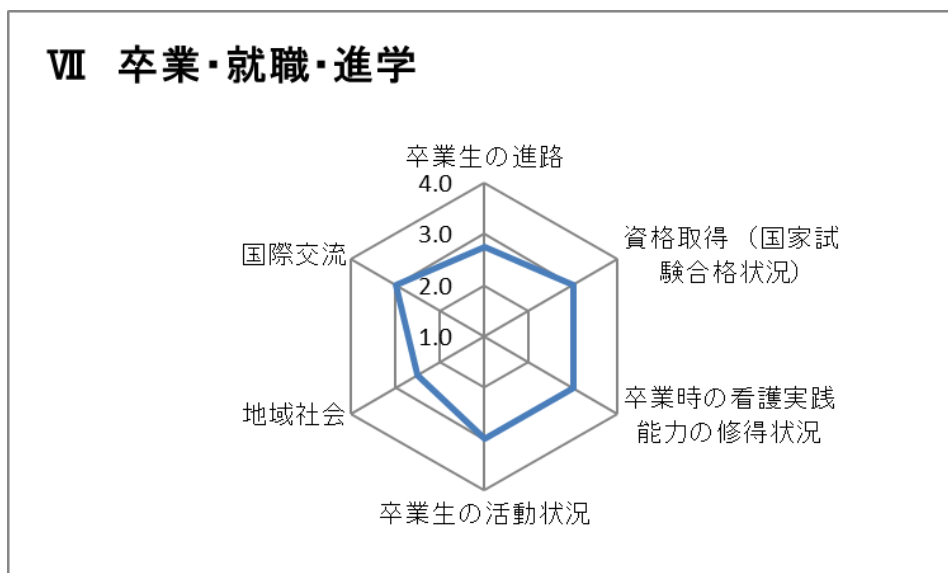 Ⅶ 卒業・就職・進学
卒業生の進路
4.0
3.0
2.0
1.0
資格取得（国家試
験合格状況）
卒業時の看護実践
能力の修得状況
卒業生の活動状況
地域社会
国際交流